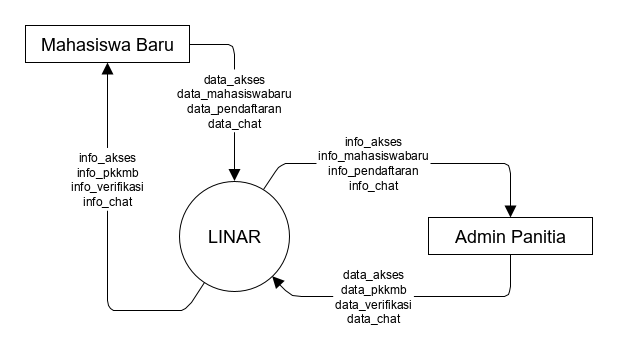 Mahasiswa Baru
data_akses
data_mahasiswabaru
data_pendaftaran
data_chat
info_akses
info_pkkmb
info_verifikasi
info_chat
info_akses
info_mahasiswabaru
info_pendaftaran
info_chat
LINAR
Admin Panitia
data_akses
data_pkkmb
data_verifikasi
data_chat